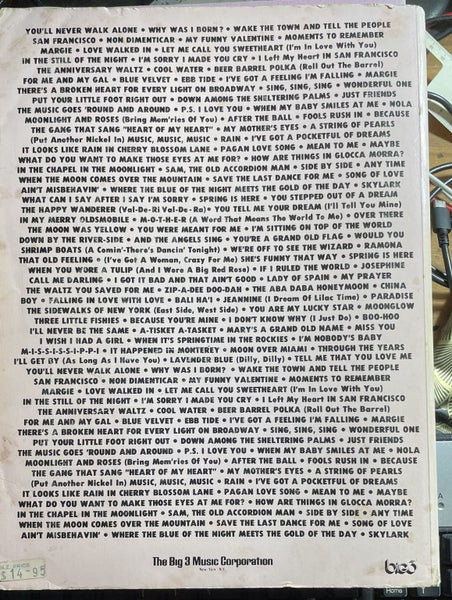 YOU'LL NEVER WALK ALONE • WHY WAS I BORN? • WAKE THE TOWN AND TELL THE PEOPLE
SAN FRANCISCO • NON DIMENTICAR • MY FUNNY VALENTINE • MOMENTS TO REMEMBER
MARGIE • LOVE WALKED IN • LET ME CALL YOU SWEETHEART (I'm In Love With You)
IN THE STILL OF THE NIGHT • I'M SORRY I MADE YOU CRY • I Left My Heart IN SAN FRANCISCO
THE ANNIVERSARY WALTZ • COOL WATER • BEER BARREL POLKA (Roll Out The Barrel)
FOR ME AND MY GAL • BLUE VELVET • EBB TIDE • I'VE GOT A FEELING I'M FALLING • MARGIE
THERE'S A BROKEN HEART FOR EVERY LIGHT ON BROADWAY • SING, SING, SING • WONDERFUL ONE
PUT YOUR LITTLE FOOT RIGHT OUT • DOWN AMONG THE SHELTERING PALMS • JUST FRIENDS
THE MUSIC GOES 'ROUND AND AROUND • P.S. I LOVE YOU • WHEN MY BABY SMILES AT ME • NOLA
MOONLIGHT AND ROSES (Bring Mem'ries Of You) • AFTER THE BALL • FOOLS RUSH IN • BECAUSE
THE GANG THAT SANG "HEART OF MY HEART" • MY MOTHER'S EYES • A STRING OF PEARLS
(Put Another Nickel In) MUSIC, MUSIC, MUSIC • RAIN • I'VE GOT A POCKETFUL OF DREAMS
IT LOOKS LIKE RAIN IN CHERRY BLOSSOM LANE • PAGAN LOVE SONG • MEAN TO ME • MAYBE
WHAT DO YOU WANT TO MAKE THOSE EYES AT ME FOR? • HOW ARE THINGS IN GLOCCA MORRA?
IN THE CHAPEL IN THE MOONLIGHT • SAM, THE OLD ACCORDION MAN • SIDE BY SIDE • ANY TIME
WHEN THE MOON COMES OVER THE MOUNTAIN • SAVE THE LAST DANCE FOR ME • SONG OF LOVE
AIN'T MISBEHAVIN' • WHERE THE BLUE OF THE NIGHT MEETS THE GOLD OF THE DAY • SKYLARK
WHAT CAN I SAY AFTER I SAY I'M SORRY • SPRING IS HERE • YOU STEPPED OUT OF A DREAM
THE HAPPY WANDERER (Val-De-Ri Val-De-Ra) • YOU TELL ME YOUR DREAM (I'll Tell You Mine)
IN MY MERRY OLDSMOBILE • M-O-T-H-E-R (A Word That Means The World To Me) • OVER THERE
THE MOON WAS YELLOW • YOU WERE MEANT FOR ME • I'M SITTING ON TOP OF THE WORLD
DOWN BY THE RIVER-SIDE • AND THE ANGELS SING • YOU'RE A GRAND OLD FLAG • WOULD YOU
SHRIMP BOATS (A Comin'-There's Dancin' Tonight) • WE'RE OFF TO SEE THE WIZARD • RAMONA
THAT OLD FEELING • (I've Got A Woman, Crazy For Me) SHE'S FUNNY THAT WAY • SPRING IS HERE
WHEN YOU WORE A TULIP (And I Wore A Big Red Rose) • IF I RULED THE WORLD • JOSEPHINE
CALL ME DARLING • I GOT IT BAD AND THAT AIN'T GOOD • LADY OF SPAIN • MY PRAYER
THE WALTZ YOU SAVED FOR ME • ZIP-A-DEE DOO-DAH • THE ABA DABA HONEYMOON • CHINA
BOY • FALLING IN LOVE WITH LOVE • BALI HA'I • JEANNINE (I Dream Of Lilac Time) • PARADISE
THE SIDEWALKS OF NEW YORK (East Side, West Side) • YOU ARE MY LUCKY STAR • MOONGLOW
THREE LITTLE FISHIES • BECAUSE YOU'RE MINE • I DON'T KNOW WHY (I Just Do) • BOO-HOO
I'LL NEVER BE THE SAME • A-TISKET A-TASKET • MARY'S A GRAND OLD NAME • MISS YOU
I WISH I HAD A GIRL • WHEN IT'S SPRINGTIME IN THE ROCKIES • I'M NOBODY'S BABY
M-I-S-S-I-S-S-I-P-P-I • IT HAPPENED IN MONTEREY • MOON OVER MIAMI • THROUGH THE YEARS
I'LL GET BY (As Long As I Have You) • LAVENDER BLUE (Dilly, Dilly) • TELL ME THAT YOU LOVE ME
YOU'LL NEVER WALK ALONE • WHY WAS I BORN? • WAKE THE TOWN AND TELL THE PEOPLE
SAN FRANCISCO • NON DIMENTICAR • MY FUNNY VALENTINE • MOMENTS TO REMEMBER
MARGIE • LOVE WALKED IN • LET ME CALL YOU SWEETHEART (I'm In Love With You)
IN THE STILL OF THE NIGHT • I'M SORRY I MADE YOU CRY • I Left My Heart IN SAN FRANCISCO
THE ANNIVERSARY WALTZ • COOL WATER • BEER BARREL POLKA (Roll Out The Barrel)
FOR ME AND MY GAL • BLUE VELVET • EBB TIDE • I'VE GOT A FEELING I'M FALLING • MARGIE
THERE'S A BROKEN HEART FOR EVERY LIGHT ON BROADWAY • SING, SING, SING • WONDERFUL ONE
PUT YOUR LITTLE FOOT RIGHT OUT • DOWN AMONG THE SHELTERING PALMS • JUST FRIENDS
THE MUSIC GOES 'ROUND AND AROUND • P.S. I LOVE YOU • WHEN MY BABY SMILES AT ME • NOLA
MOONLIGHT AND ROSES (Bring Mem'ries Of You) • AFTER THE BALL • FOOLS RUSH IN • BECAUSE
THE GANG THAT SANG "HEART OF MY HEART" • MY MOTHER'S EYES • A STRING OF PEARLS
(Put Another Nickel In) MUSIC, MUSIC, MUSIC • RAIN • I'VE GOT A POCKETFUL OF DREAMS
IT LOOKS LIKE RAIN IN CHERRY BLOSSOM LANE • PAGAN LOVE SONG • MEAN TO ME • MAYBE
WHAT DO YOU WANT TO MAKE THOSE EYES AT ME FOR? • HOW ARE THINGS IN GLOCCA MORRA?
IN THE CHAPEL IN THE MOONLIGHT • SAM, THE OLD ACCORDION MAN • SIDE BY SIDE • ANY TIME
WHEN THE MOON COMES OVER THE MOUNTAIN • SAVE THE LAST DANCE FOR ME • SONG OF LOVE
AIN'T MISBEHAVIN' • WHERE THE BLUE OF THE NIGHT MEETS THE GOLD OF THE DAY • SKYLARK
The Big 3 Music Corporation
New York N.Y.
big3
$14-95
Home